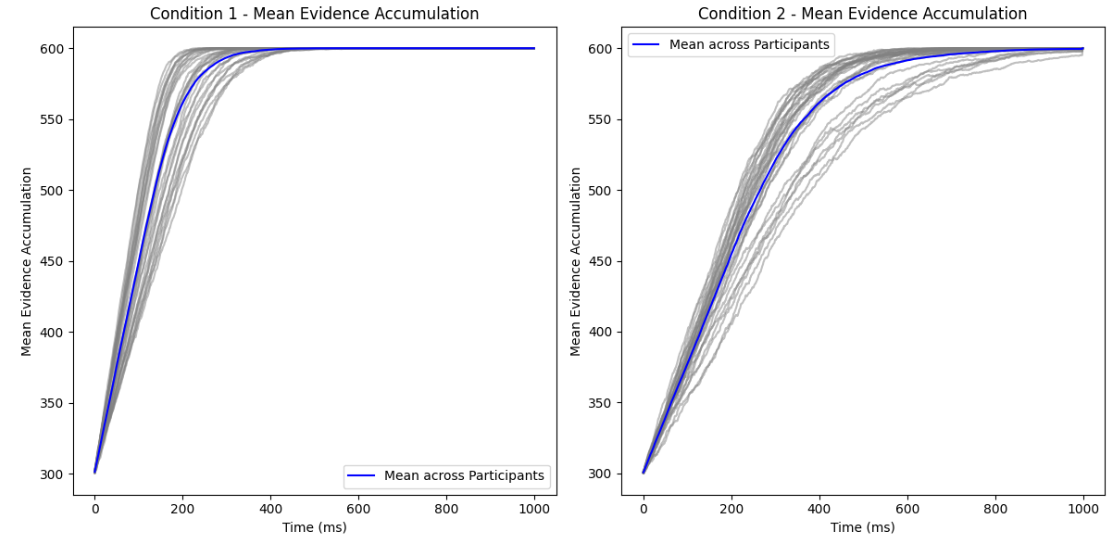 Condition 1 - Mean Evidence Accumulation
Mean Evidence Accumulation
600
550
500
450
400
350
300
Mean across Participants
0 200 400 600 800 1000
Time (ms)
Condition 2 - Mean Evidence Accumulation
Mean across Participants
Mean Evidence Accumulation
600
550
500
450
400
350
300
0 200 400 600 800 1000
Time (ms)